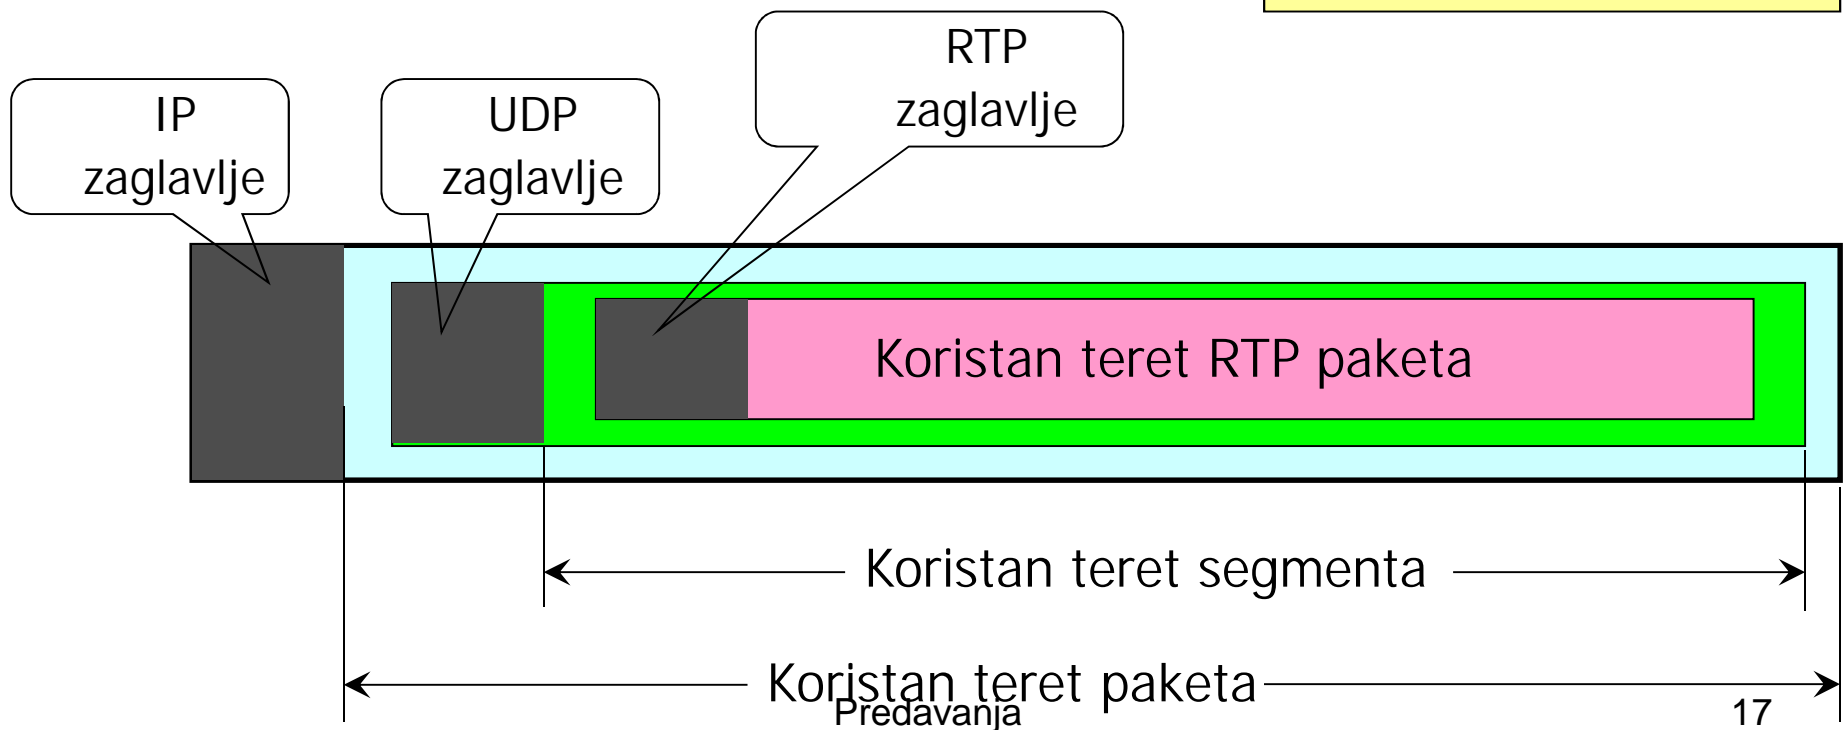 RTP
zaglavlje
IP
zaglavlje
UDP
zaglavlje
Koristan teret RTP paketa
Koristan teret segmenta
Koristan teret paketa
Predavanja
17